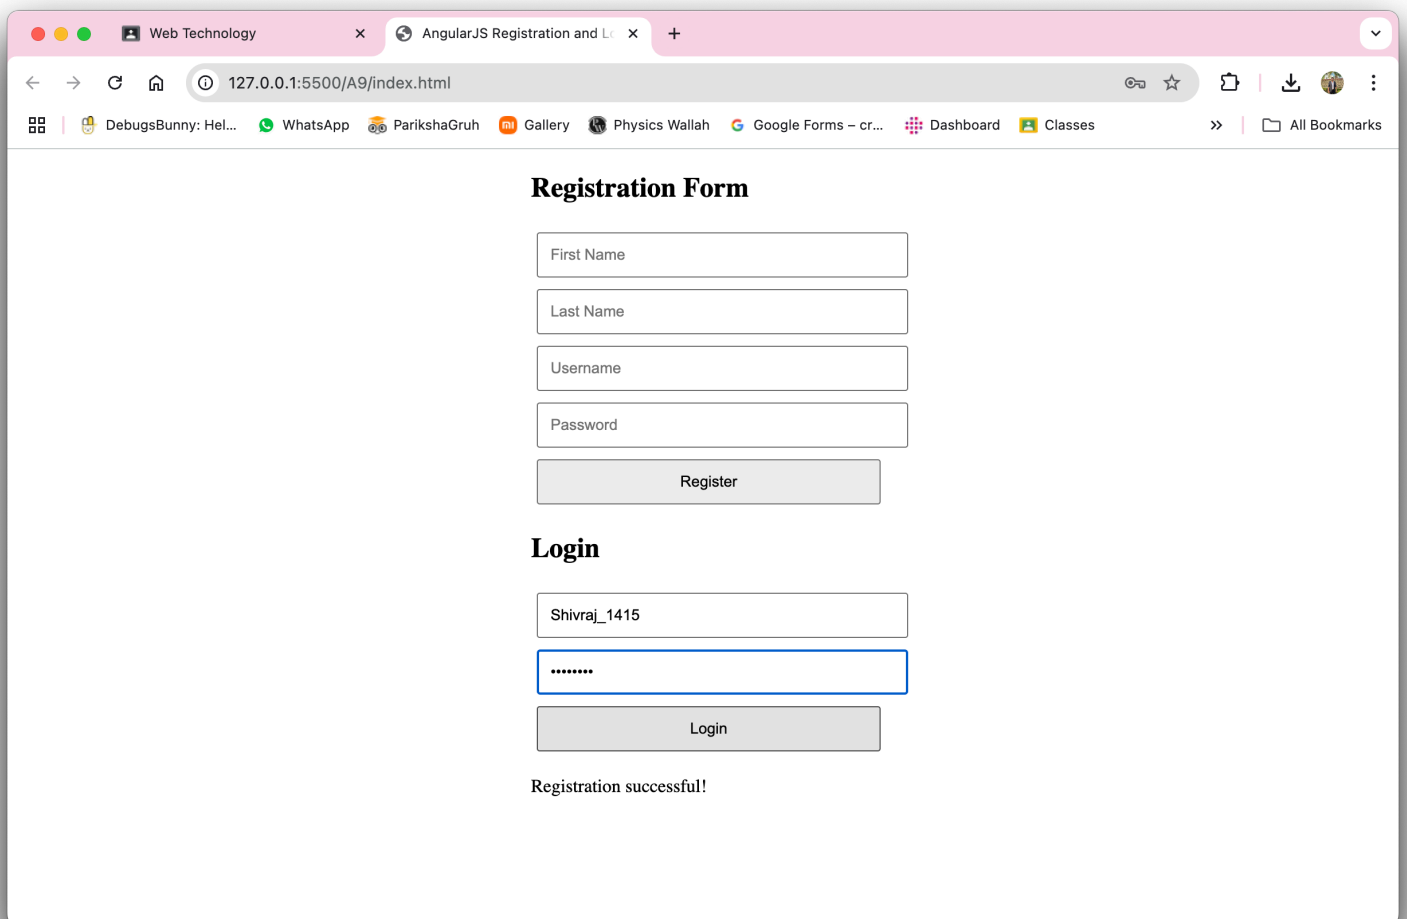 Web Technology
AngularJS Registration and Lo
127.0.0.1:5500/A9/index.html
DebugsBunny: Hel... WhatsApp ParikshaGruh Gallery Physics Wallah Google Forms – cr... Dashboard Classes » All Bookmarks
Registration Form
First Name
Last Name
Username
Password
Register
Login
Shivraj_1415
••••••••
Login
Registration successful!